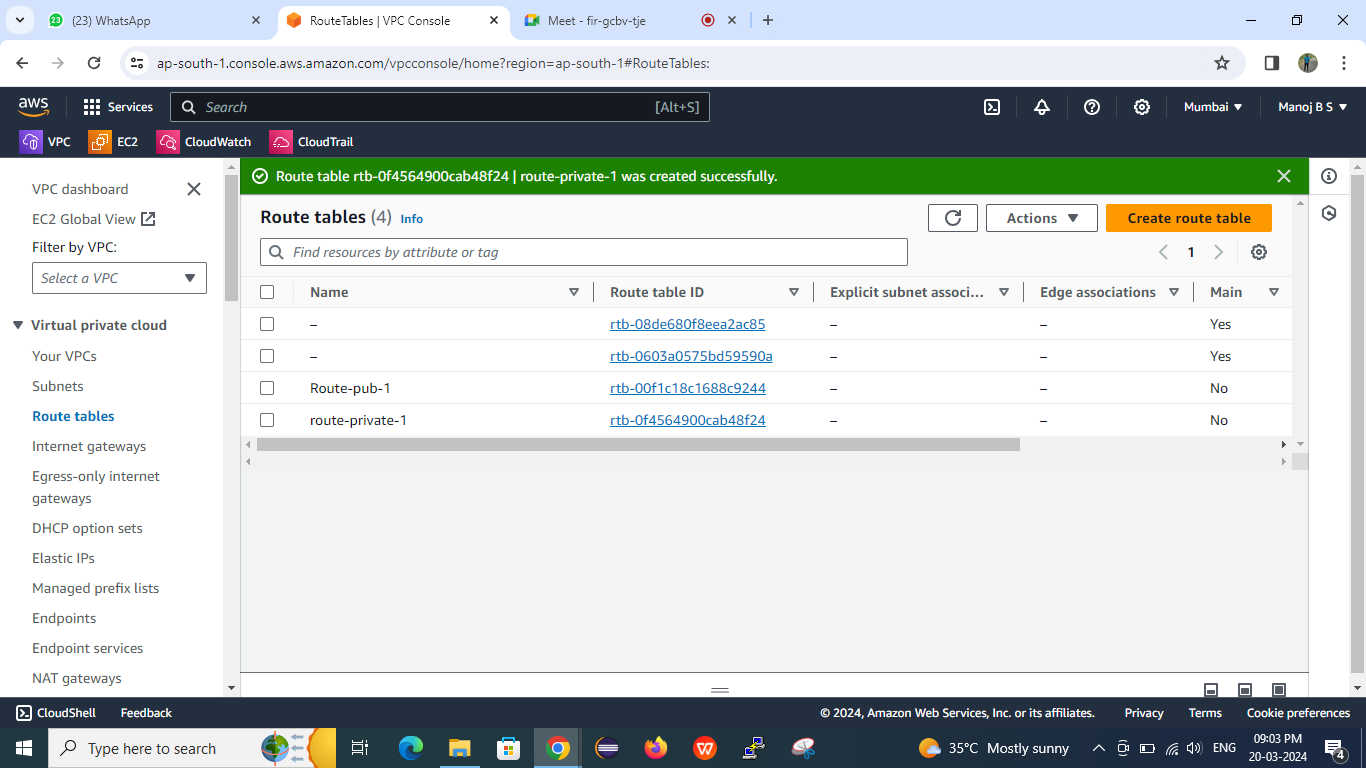 (23) WhatsApp
RouteTables | VPC Console
Meet - fir-gcbv-tje
ap-south-1.console.aws.amazon.com/vpcconsole/home?region=ap-south-1#RouteTables:
aws
Services
Search
[Alt+S]
Mumbai
Manoj B S
VPC
EC2
CloudWatch
CloudTrail
VPC dashboard
EC2 Global View
Filter by VPC:
Select a VPC
Virtual private cloud
Your VPCs
Subnets
Route tables
Internet gateways
Egress-only internet
gateways
DHCP option sets
Elastic IPs
Managed prefix lists
Endpoints
Endpoint services
NAT gateways
Route table rtb-0f4564900cab48f24 | route-private-1 was created successfully.
Route tables (4) Info
Actions
Create route table
Find resources by attribute or tag
1
Name Route table ID Explicit subnet associ... Edge associations Main
– rtb-08de680f8eea2ac85 – – Yes
– rtb-0603a0575bd59590a – – Yes
Route-pub-1 rtb-00f1c18c1688c9244 – – No
route-private-1 rtb-0f4564900cab48f24 – – No
CloudShell Feedback © 2024, Amazon Web Services, Inc. or its affiliates. Privacy Terms Cookie preferences
Type here to search
35°C Mostly sunny
ENG
09:03 PM
20-03-2024
4